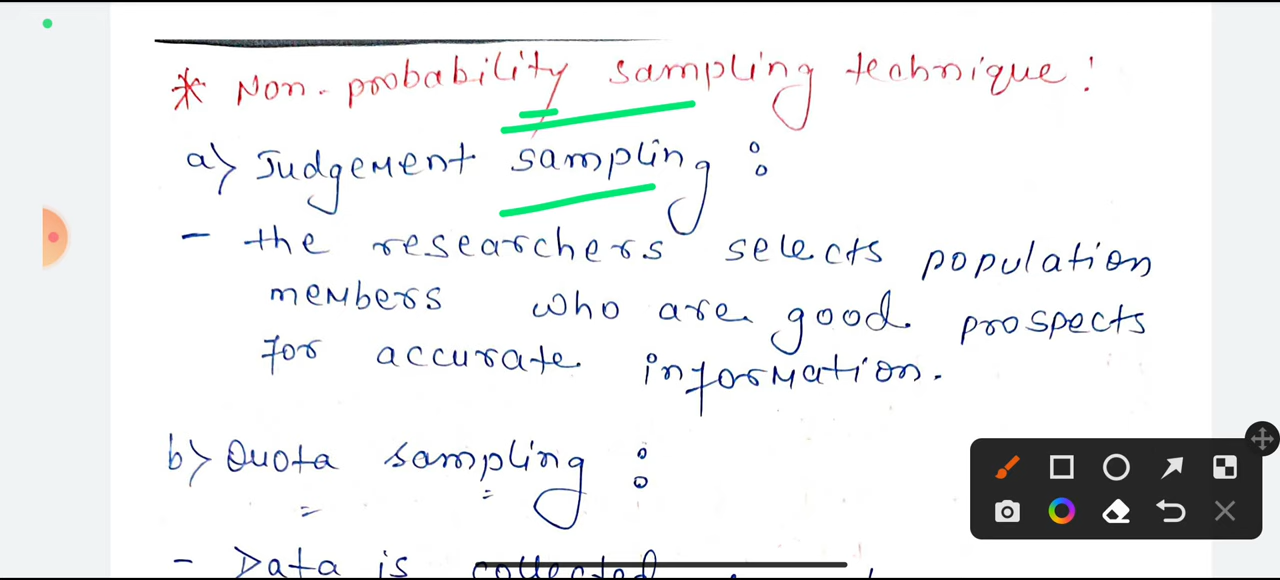 * Non-probability sampling technique!
a) Judgement sampling :
- the researchers selects population
members who are good prospects
for accurate information.
b) Quota sampling :
- Data is collected